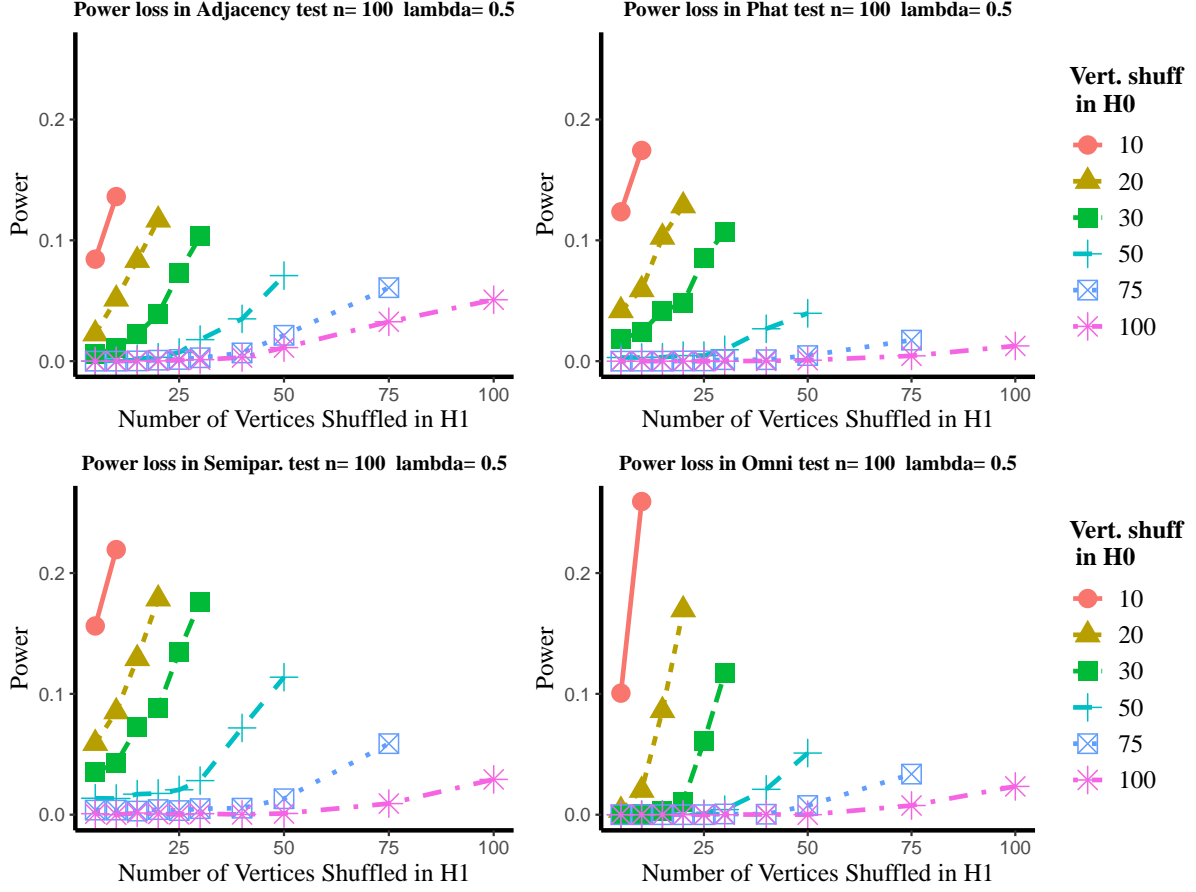 Power loss in Adjacency test n= 100 lambda= 0.5
Power loss in Phat test n= 100 lambda= 0.5
0.2
0.1
0.0
Power
25
50
75
100
Number of Vertices Shuffled in H1
0.2
0.1
0.0
Power
25
50
75
100
Number of Vertices Shuffled in H1
Vert. shuff
in H0
10
20
30
50
75
100
Power loss in Semipar. test n= 100 lambda= 0.5
Power loss in Omni test n= 100 lambda= 0.5
0.2
0.1
0.0
Power
25
50
75
100
Number of Vertices Shuffled in H1
0.2
0.1
0.0
Power
25
50
75
100
Number of Vertices Shuffled in H1
Vert. shuff
in H0
10
20
30
50
75
100